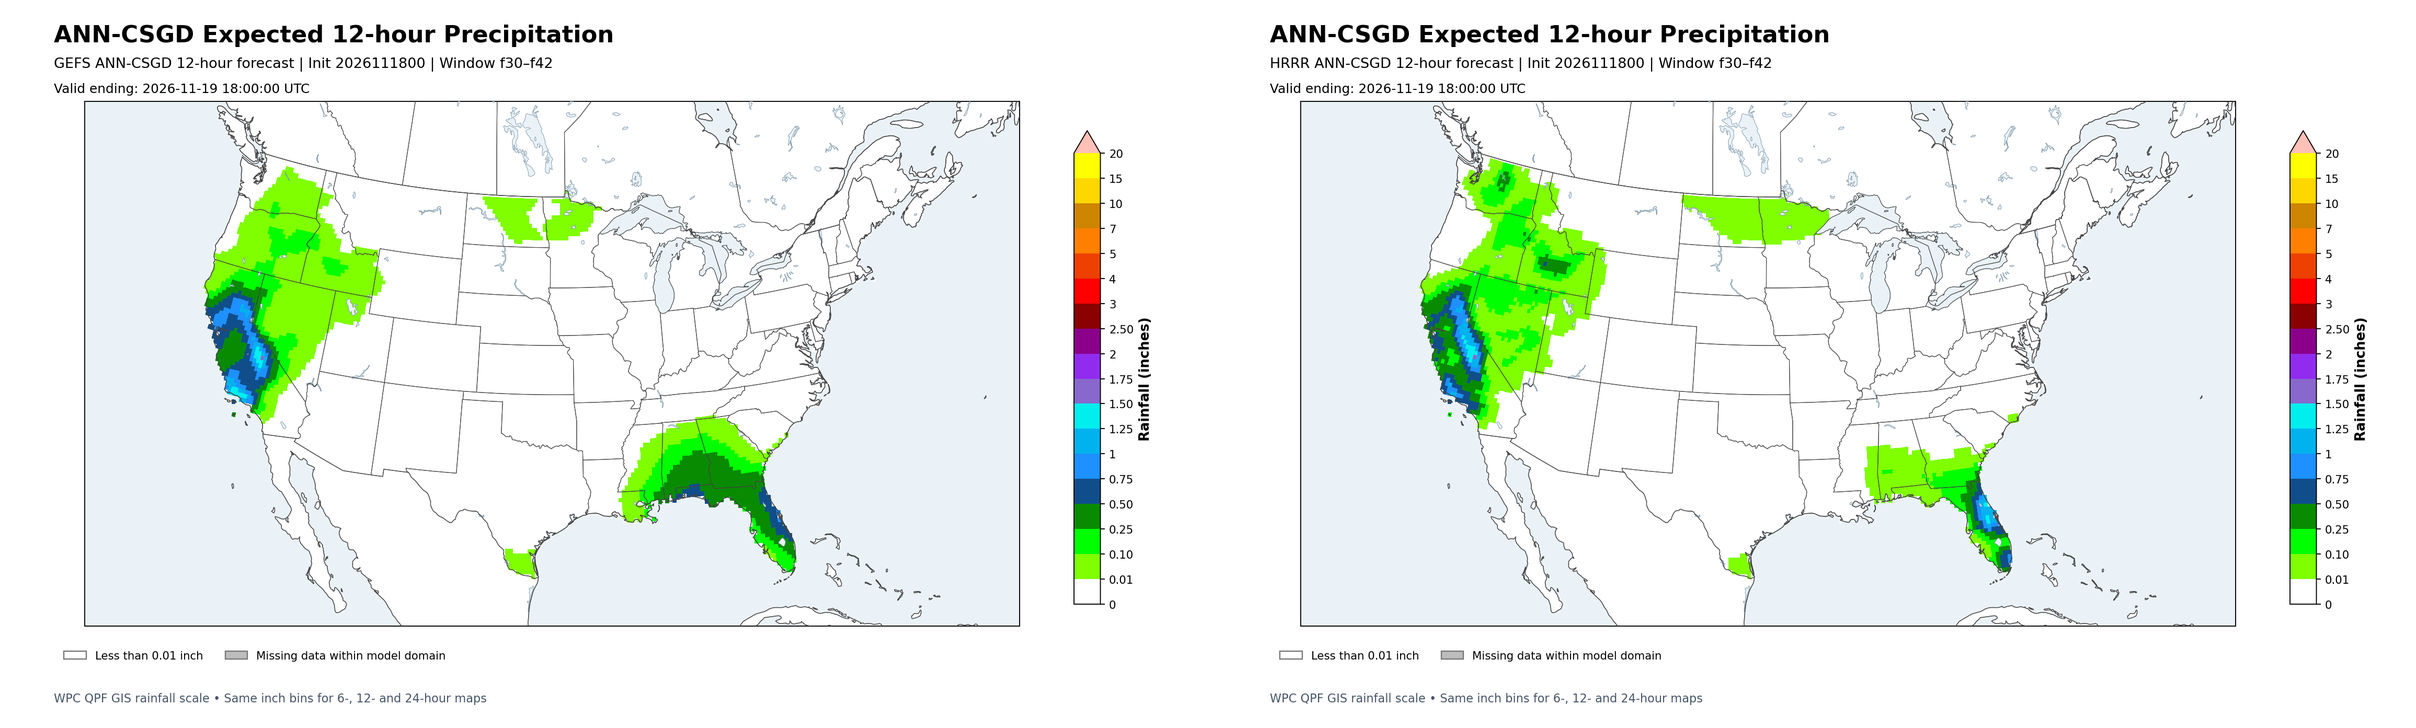 ANN-CSGD Expected 12-hour Precipitation
GEFS ANN-CSGD 12-hour forecast | Init 2026111800 | Window f30–f42
Valid ending: 2026-11-19 18:00:00 UTC
20
15
10
7
5
4
3
2.50
2
1.75
1.50
1.25
1
0.75
0.50
0.25
0.10
0.01
0
Rainfall (inches)
Less than 0.01 inch
Missing data within model domain
WPC QPF GIS rainfall scale • Same inch bins for 6-, 12- and 24-hour maps
ANN-CSGD Expected 12-hour Precipitation
HRRR ANN-CSGD 12-hour forecast | Init 2026111800 | Window f30–f42
Valid ending: 2026-11-19 18:00:00 UTC
20
15
10
7
5
4
3
2.50
2
1.75
1.50
1.25
1
0.75
0.50
0.25
0.10
0.01
0
Rainfall (inches)
Less than 0.01 inch
Missing data within model domain
WPC QPF GIS rainfall scale • Same inch bins for 6-, 12- and 24-hour maps